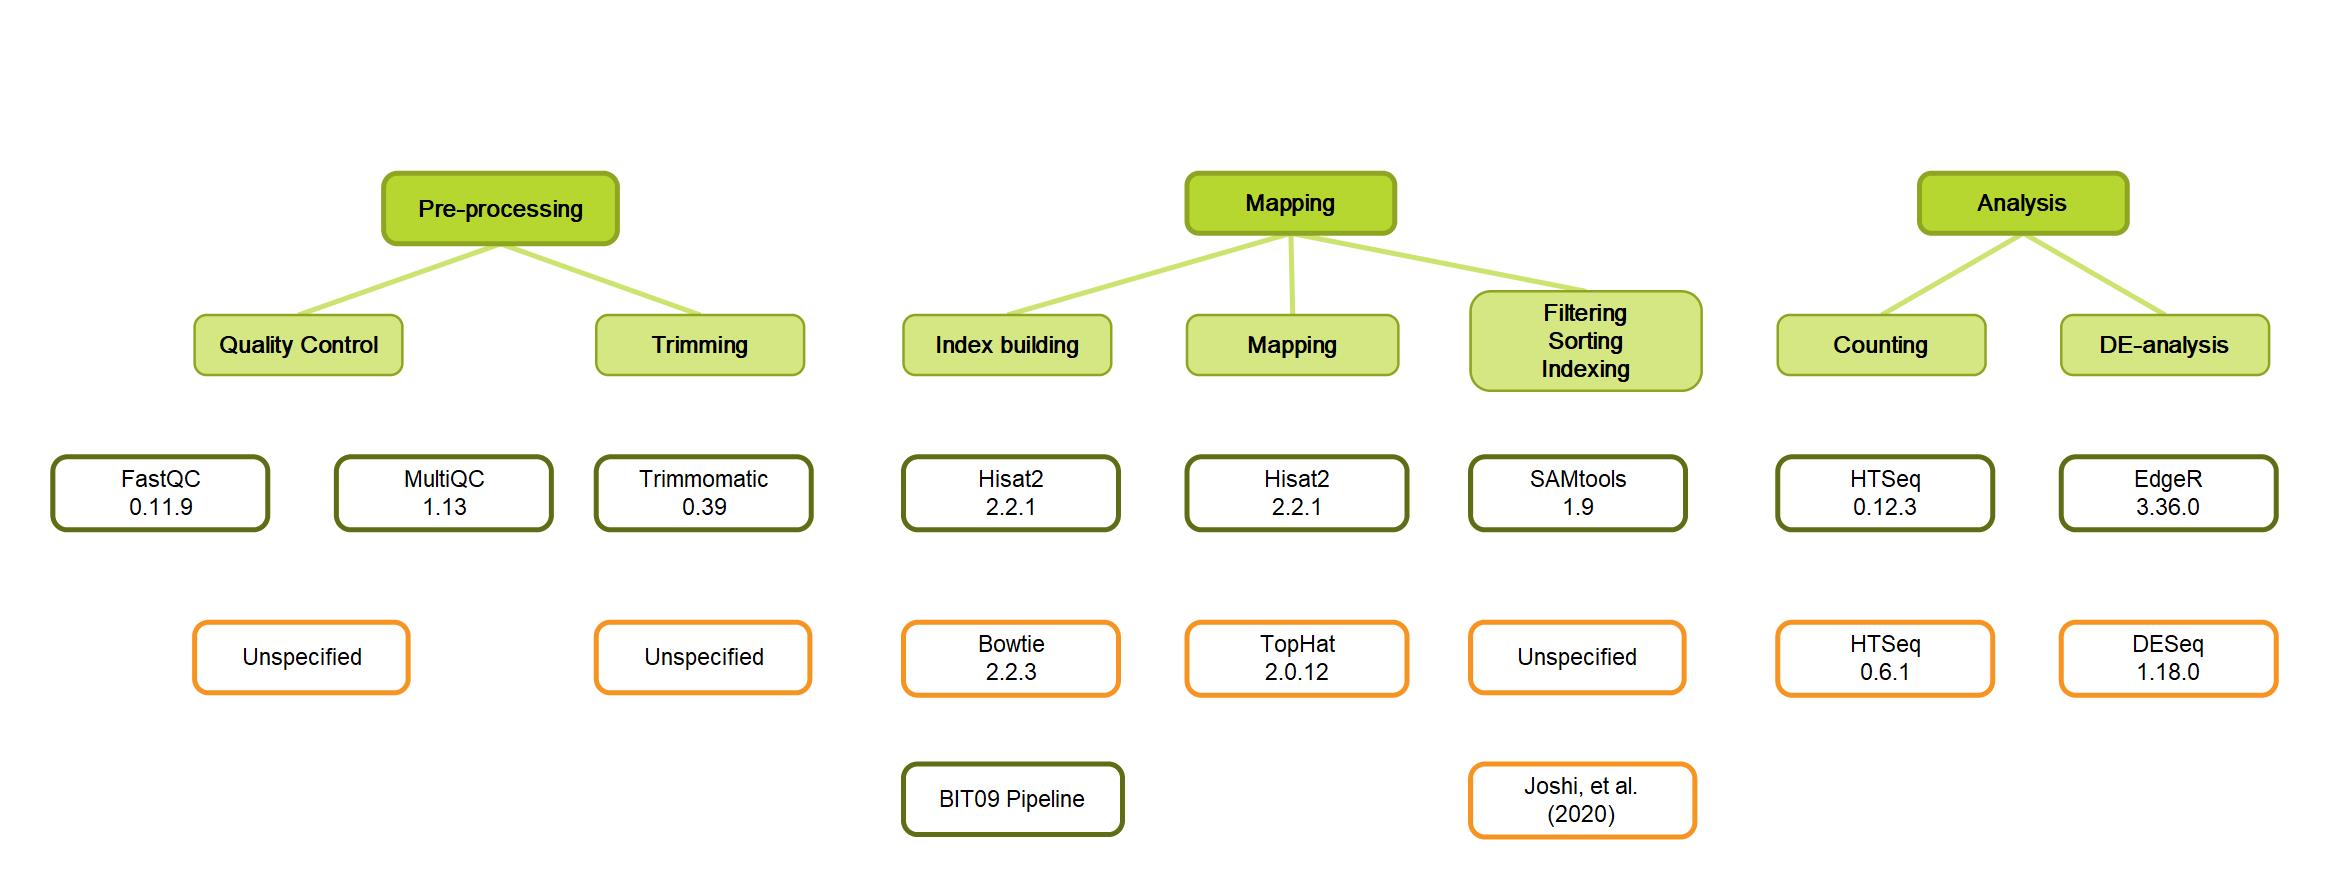 Pre-processing
Mapping
Analysis
Quality Control
Trimming
Index building
Mapping
Filtering
Sorting
Indexing
Counting
DE-analysis
FastQC
0.11.9
MultiQC
1.13
Trimmomatic
0.39
Hisat2
2.2.1
Hisat2
2.2.1
SAMtools
1.9
HTSeq
0.12.3
EdgeR
3.36.0
Unspecified
Unspecified
Bowtie
2.2.3
TopHat
2.0.12
Unspecified
HTSeq
0.6.1
DESeq
1.18.0
BIT09 Pipeline
Joshi, et al.
(2020)